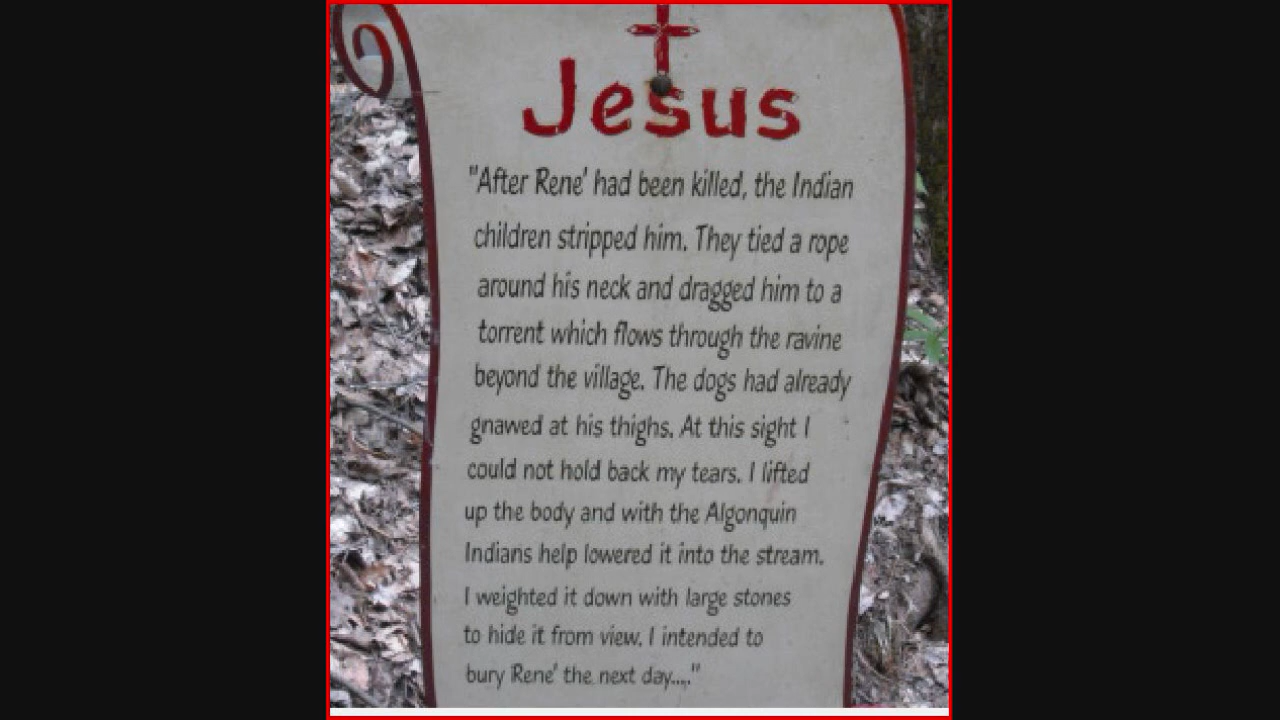 Jesus
"After Rene' had been killed, the Indian
children stripped him. They tied a rope
around his neck and dragged him to a
torrent which flows through the ravine
beyond the village. The dogs had already
gnawed at his thighs. At this sight I
could not hold back my tears. I lifted
up the body and with the Algonquin
Indians help lowered it into the stream.
I weighted it down with large stones
to hide it from view. I intended to
bury Rene' the next day...."